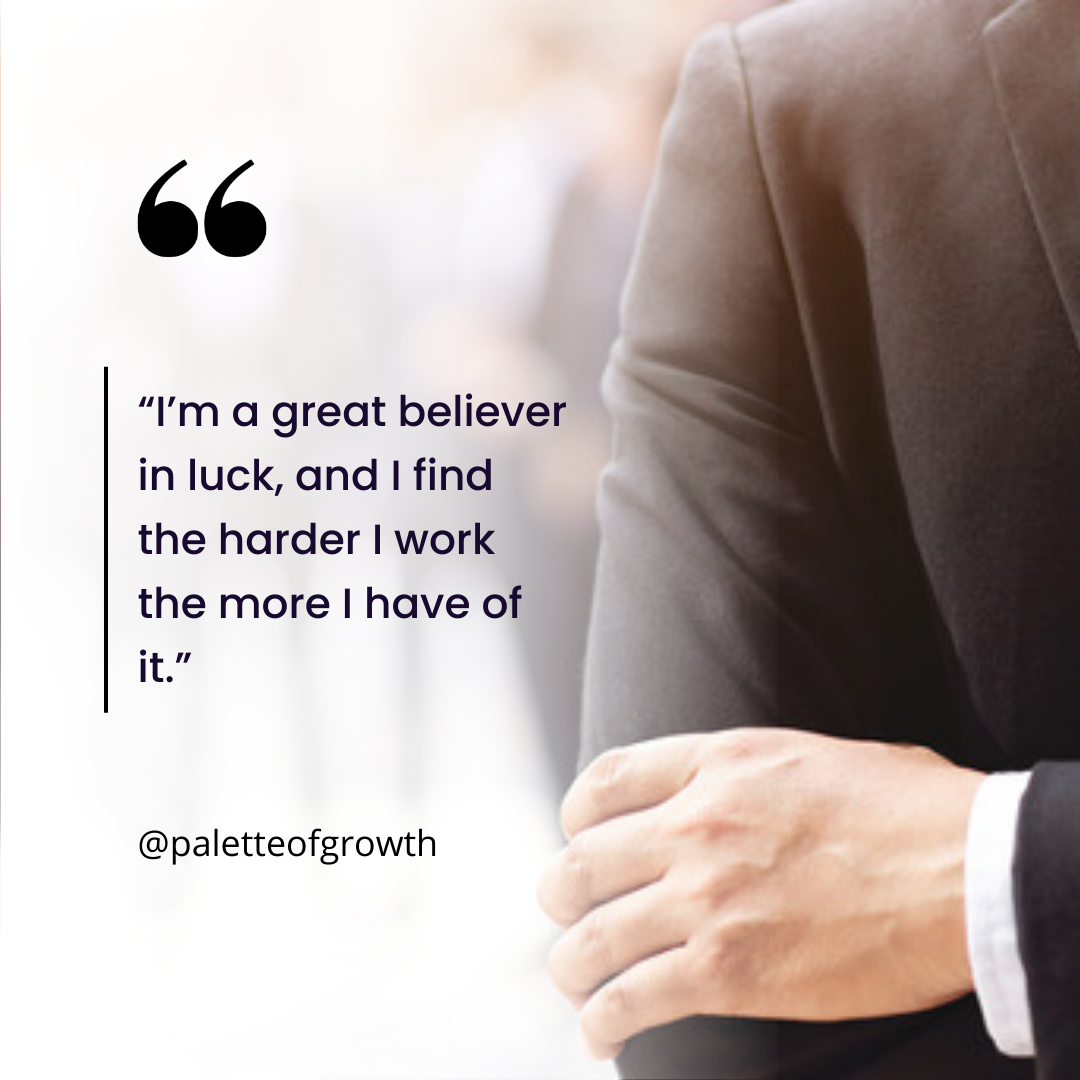 “
“I’m a great believer
in luck, and I find
the harder I work
the more I have of
it.”
@paletteofgrowth